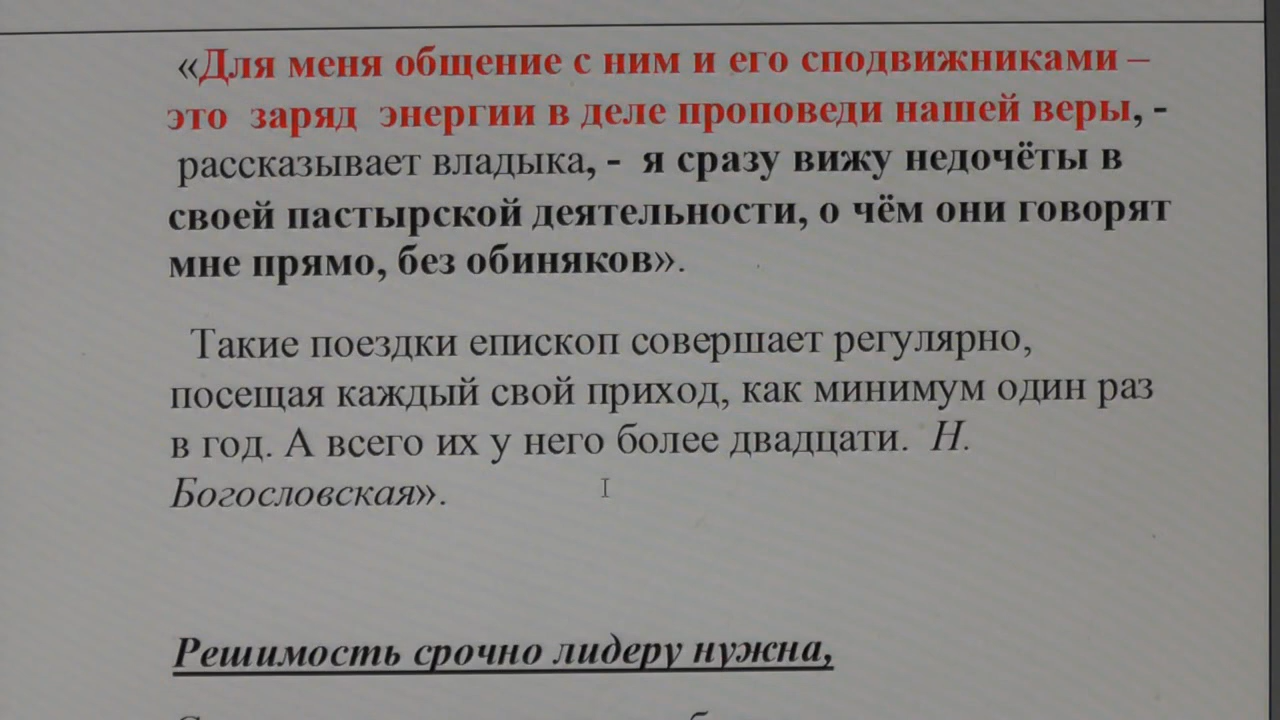 «Для меня общение с ним и его сподвижниками –
это заряд энергии в деле проповеди нашей веры, -
рассказывает владыка, - я сразу вижу недочёты в
своей пастырской деятельности, о чём они говорят
мне прямо, без обиняков».
Такие поездки епископ совершает регулярно,
посещая каждый свой приход, как минимум один раз
в год. А всего их у него более двадцати. Н.
Богословская».
Решимость срочно лидеру нужна,